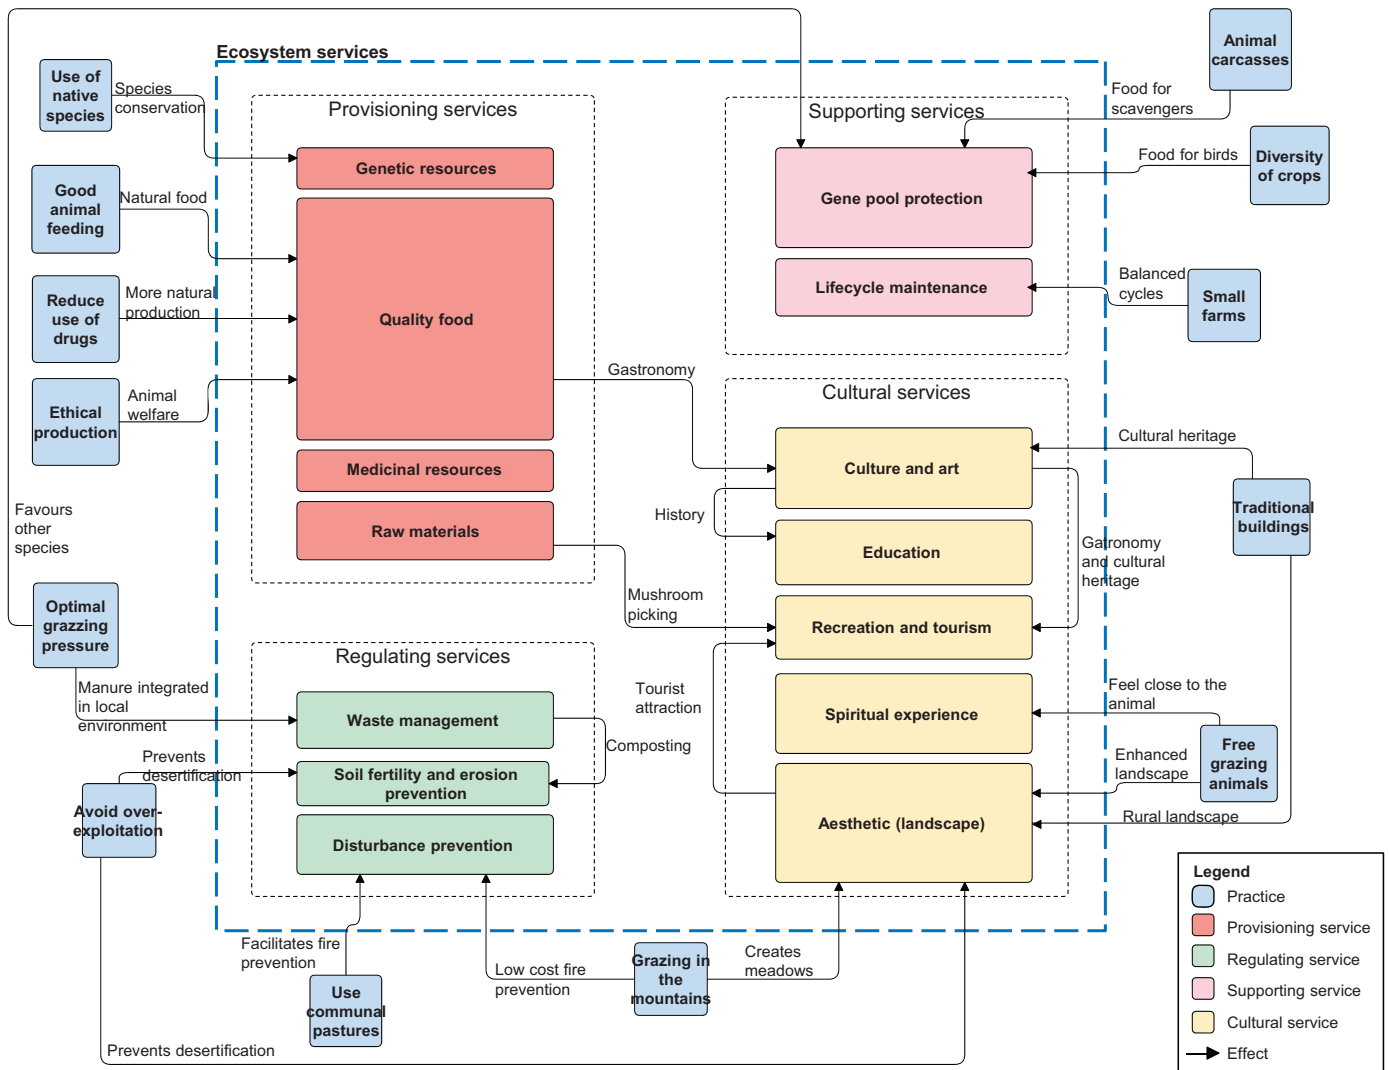 Ecosystem services
Use of
native
species
Species
conservation
Good
animal
feeding
Natural food
Reduce
use of
drugs
More natural
production
Ethical
production
Animal
welfare
Favours
other
species
Optimal
grazzing
pressure
Manure integrated
in local
environment
Prevents
desertification
Avoid over-
exploitation
Prevents desertification
Provisioning services
Genetic resources
Quality food
Medicinal resources
Raw materials
Regulating services
Waste management
Composting
Soil fertility and erosion
prevention
Disturbance prevention
Facilitates fire
prevention
Use
communal
pastures
Low cost fire
prevention
Grazing in
the
mountains
Creates
meadows
Gastronomy
History
Mushroom
picking
Tourist
attraction
Supporting services
Gene pool protection
Lifecycle maintenance
Cultural services
Culture and art
Education
Recreation and tourism
Spiritual experience
Aesthetic (landscape)
Animal
carcasses
Food for
scavengers
Food for birds
Diversity
of crops
Balanced
cycles
Small
farms
Cultural heritage
Traditional
buildings
Gatronomy
and cultural
heritage
Feel close to the
animal
Enhanced
landscape
Free
grazing
animals
Rural landscape
Legend
Practice
Provisioning service
Regulating service
Supporting service
Cultural service
Effect